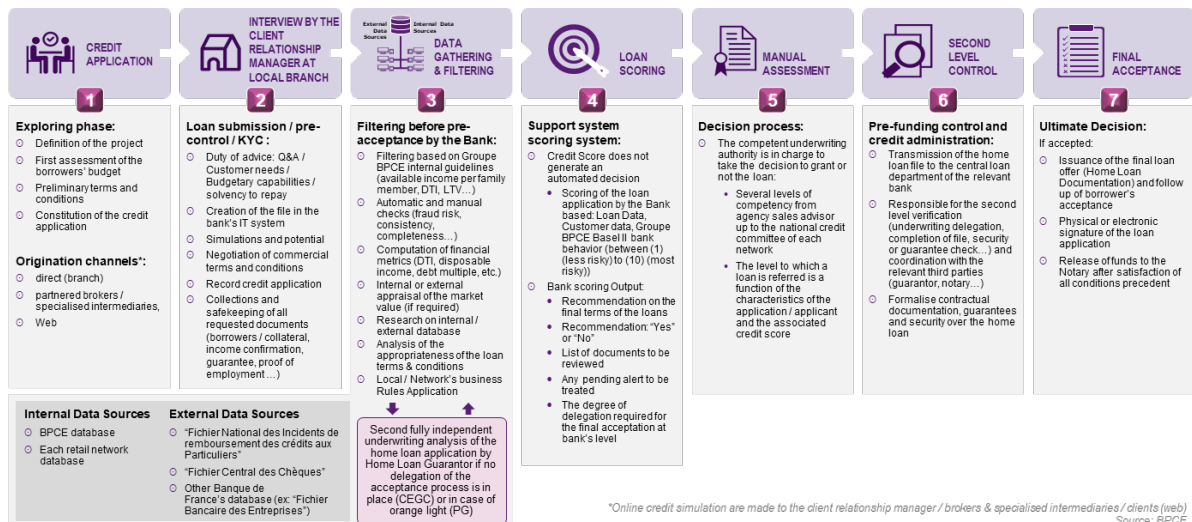 CREDIT
APPLICATION
1
Exploring phase:
Definition of the project
First assessment of the
borrowers' budget
Preliminary terms and
conditions
Constitution of the credit
application
Origination channels*:
direct (branch)
partnered brokers /
specialised intermediaries,
Web
INTERVIEW BY THE
CLIENT
RELATIONSHIP
MANAGER AT
LOCAL BRANCH
2
Loan submission / pre-
control / KYC :
Duty of advice: Q&A /
Customer needs /
Budgetary capabilities /
solvency to repay
Creation of the file in the
bank's IT system
Simulations and potential
Negotiation of commercial
terms and conditions
Record credit application
Collections and
safekeeping of all
requested documents
(borrowers / collateral,
income confirmation,
guarantee, proof of
employment ...)
External
Data
Sources
Internal Data
Sources
DATA
GATHERING
& FILTERING
3
Filtering before pre-
acceptance by the Bank:
Filtering based on Groupe
BPCE internal guidelines
(available income per family
member, DTI, LTV...)
Automatic and manual
checks (fraud risk,
consistency,
completeness...)
Computation of financial
metrics (DTI, disposable
income, debt multiple, etc.)
Internal or external
appraisal of the market
value (if required)
Research on internal /
external database
Analysis of the
appropriateness of the loan
terms & conditions
Local / Network's business
Rules Application
Second fully independent
underwriting analysis of the
home loan application by
Home Loan Guarantor if no
delegation of the
acceptance process is in
place (CEGC) or in case of
orange light (PG)
LOAN
SCORING
4
Support system
scoring system:
Credit Score does not
generate an
automated decision
Scoring of the loan
application by the Bank
based: Loan Data,
Customer data, Groupe
BPCE Basel II bank
behavior (between (1)
(less risky) to (10) (most
risky))
Bank scoring Output:
Recommendation on the
final terms of the loans
Recommendation: "Yes"
or "No"
List of documents to be
reviewed
Any pending alert to be
treated
The degree of
delegation required for
the final acceptation at
bank's level
MANUAL
ASSESSMENT
5
Decision process:
The competent underwriting
authority is in charge to
take the decision to grant or
not the loan:
Several levels of
competency from
agency sales advisor
up to the national credit
committee of each
network
The level to which a
loan is referred is a
function of the
characteristics of the
application / applicant
and the associated
credit score
SECOND
LEVEL
CONTROL
6
Pre-funding control and
credit administration:
Transmission of the home
loan file to the central loan
department of the relevant
bank
Responsible for the second
level verification
(underwriting delegation,
completion of file, security
or guarantee check...) and
coordination with the
relevant third parties
(guarantor, notary...)
Formalise contractual
documentation, guarantees
and security over the home
loan
FINAL
ACCEPTANCE
7
Ultimate Decision:
If accepted:
Issuance of the final loan
offer (Home Loan
Documentation) and follow
up of borrower's
acceptance
Physical or electronic
signature of the loan
application
Release of funds to the
Notary after satisfaction of
all conditions precedent
Internal Data Sources
BPCE database
Each retail network
database
External Data Sources
"Fichier National des Incidents de
remboursement des crédits aux
Particuliers"
"Fichier Central des Chèques"
Other Banque de
France's database (ex: "Fichier
Bancaire des Entreprises")
*Online credit simulation are made to the client relationship manager / brokers & specialised intermediaries / clients (web)
Source: BPCE